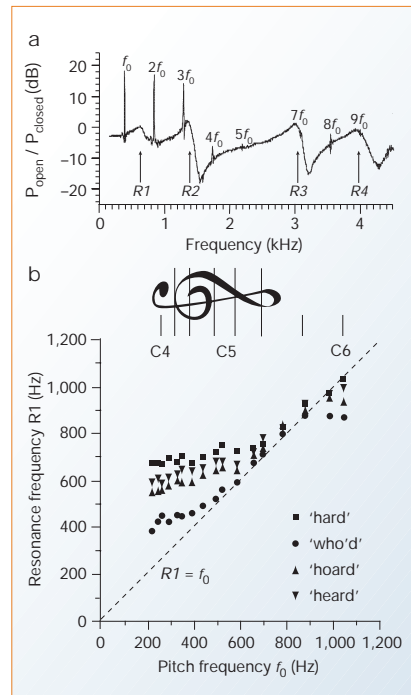 a
f0 2f0 3f0 4f0 5f0 7f0 8f0 9f0
Popen / Pclosed (dB)
20
10
0
−10
−20
R1 R2 R3 R4
0 1 2 3 4
Frequency (kHz)
b
C4 C5 C6
Resonance frequency R1 (Hz)
1,200
1,000
800
600
400
200
0
'hard'
'who'd'
'hoard'
'heard'
R1 = f0
0 200 400 600 800 1,000 1,200
Pitch frequency f0 (Hz)